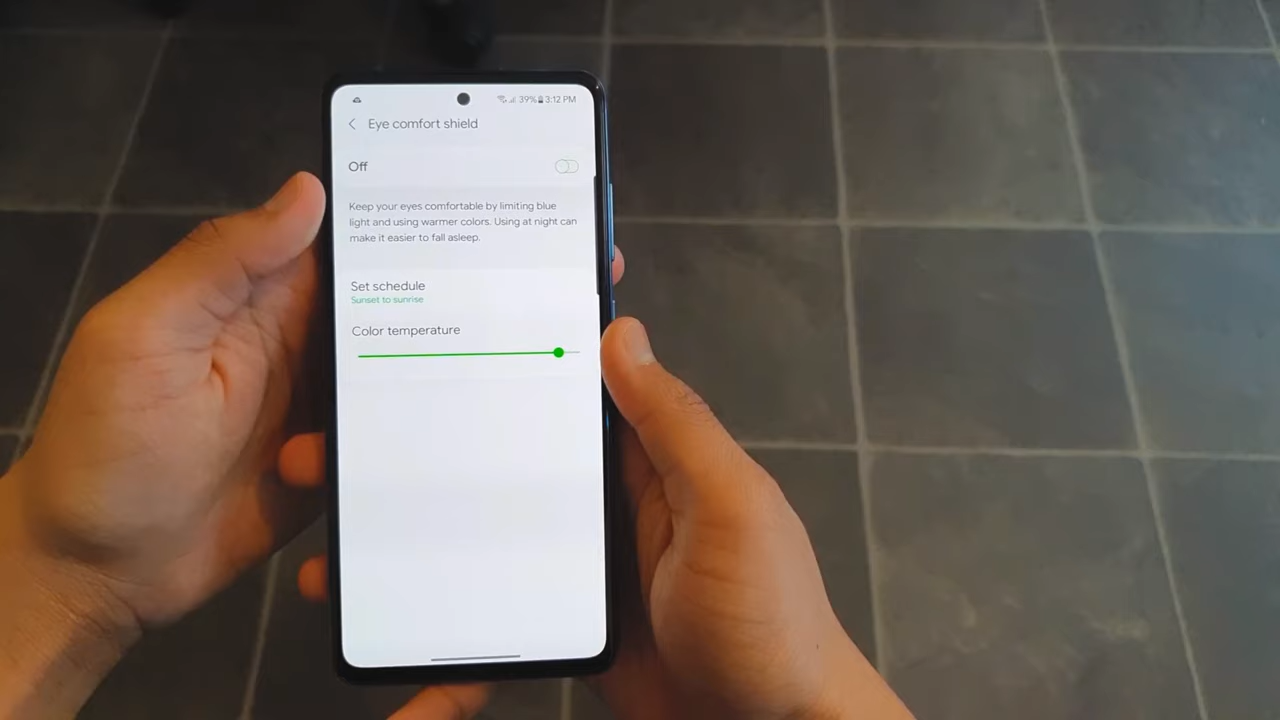 39% 3:12 PM
Eye comfort shield
Off
Keep your eyes comfortable by limiting blue
light and using warmer colors. Using at night can
make it easier to fall asleep.
Set schedule
Sunset to sunrise
Color temperature